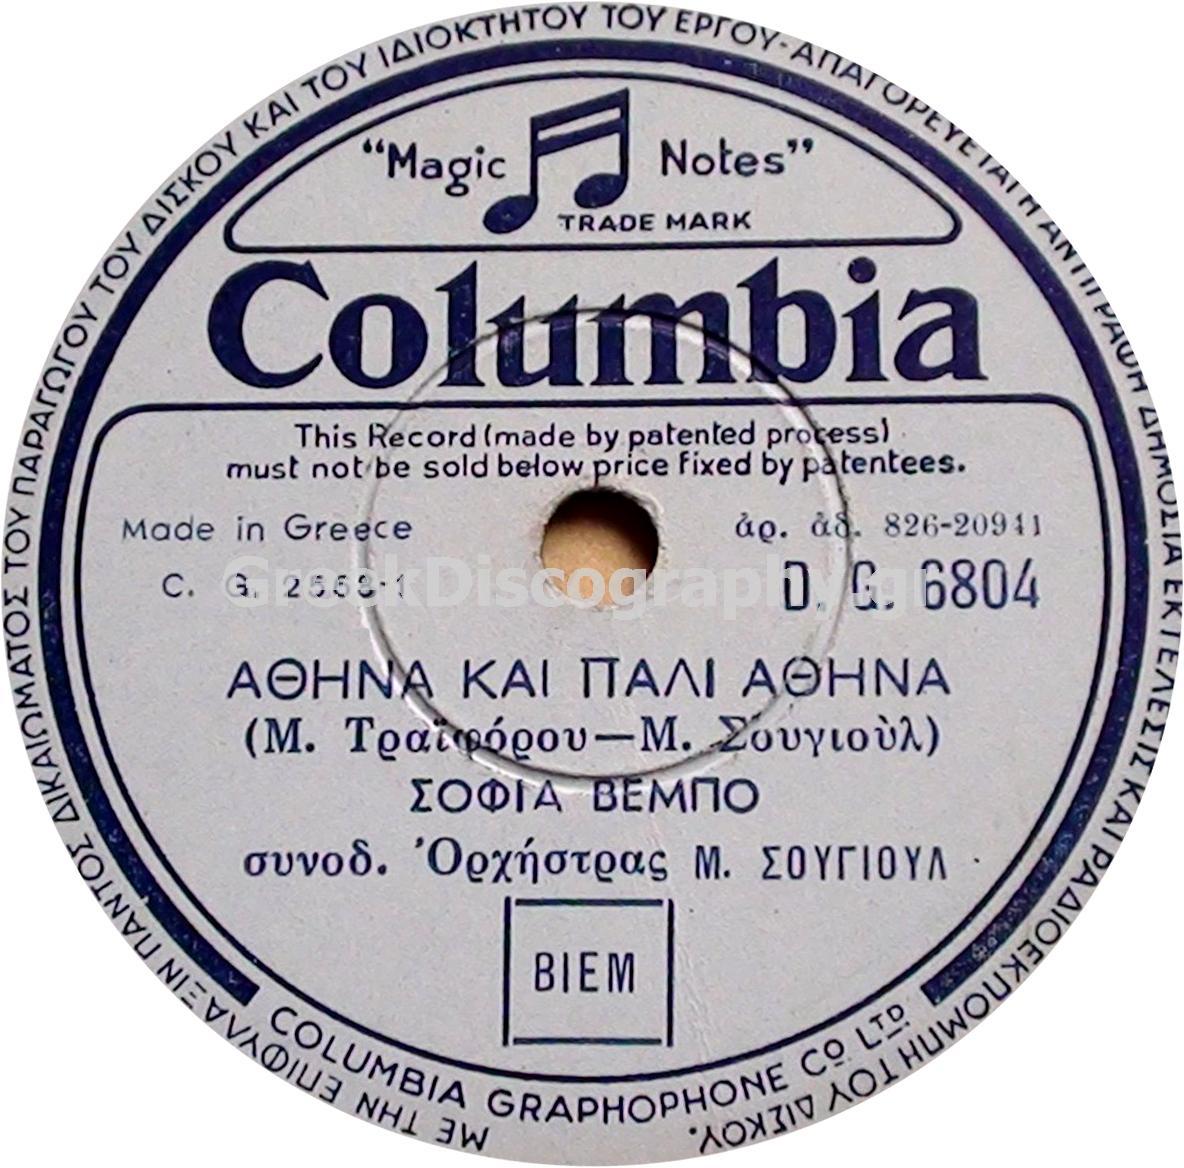 ΜΕ ΤΗΝ ΕΠΙΦΥΛΑΞΙΝ ΠΑΝΤΟΣ ΔΙΚΑΙΩΜΑΤΟΣ ΤΟΥ ΠΑΡΑΓΩΓΟΥ ΤΟΥ ΔΙΣΚΟΥ ΚΑΙ ΤΟΥ ΙΔΙΟΚΤΗΤΟΥ ΤΟΥ ΕΡΓΟΥ-ΑΠΑΓΟΡΕΥΕΤΑΙ Η ΑΝΤΙΓΡΑΦΗ ΔΗΜΟΣΙΑ ΕΚΤΕΛΕΣΙΣ ΚΑΙ ΡΑΔΙΟΕΚΠΟΜΠΗ ΤΟΥ ΔΙΣΚΟΥ.
"Magic Notes"
TRADE MARK
Columbia
This Record (made by patented process)
must not be sold below price fixed by patentees.
Made in Greece ἀρ. ἀδ. 826-20941
C. G.
D. G. 6804
GreekDiscography.gr
ΑΘΗΝΑ ΚΑΙ ΠΑΛΙ ΑΘΗΝΑ
(Μ. Τραϊφόρου—Μ. Σουγιοὺλ)
ΣΟΦΙΑ ΒΕΜΠΟ
συνοδ. Ὀρχήστρας Μ. ΣΟΥΓΙΟΥΛ
BIEM
COLUMBIA GRAPHOPHONE CO LTD.